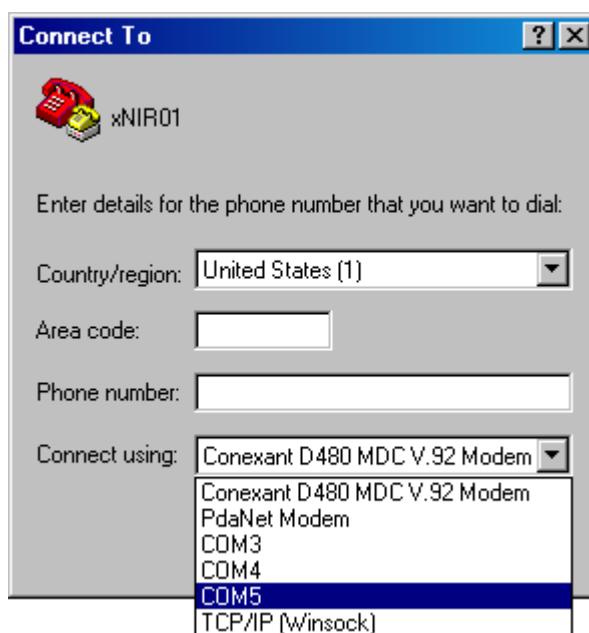 Connect To
xNIR01
Enter details for the phone number that you want to dial:
Country/region: United States (1)
Area code:
Phone number:
Connect using: Conexant D480 MDC V.92 Modem
Conexant D480 MDC V.92 Modem
PdaNet Modem
COM3
COM4
COM5
TCP/IP (Winsock)